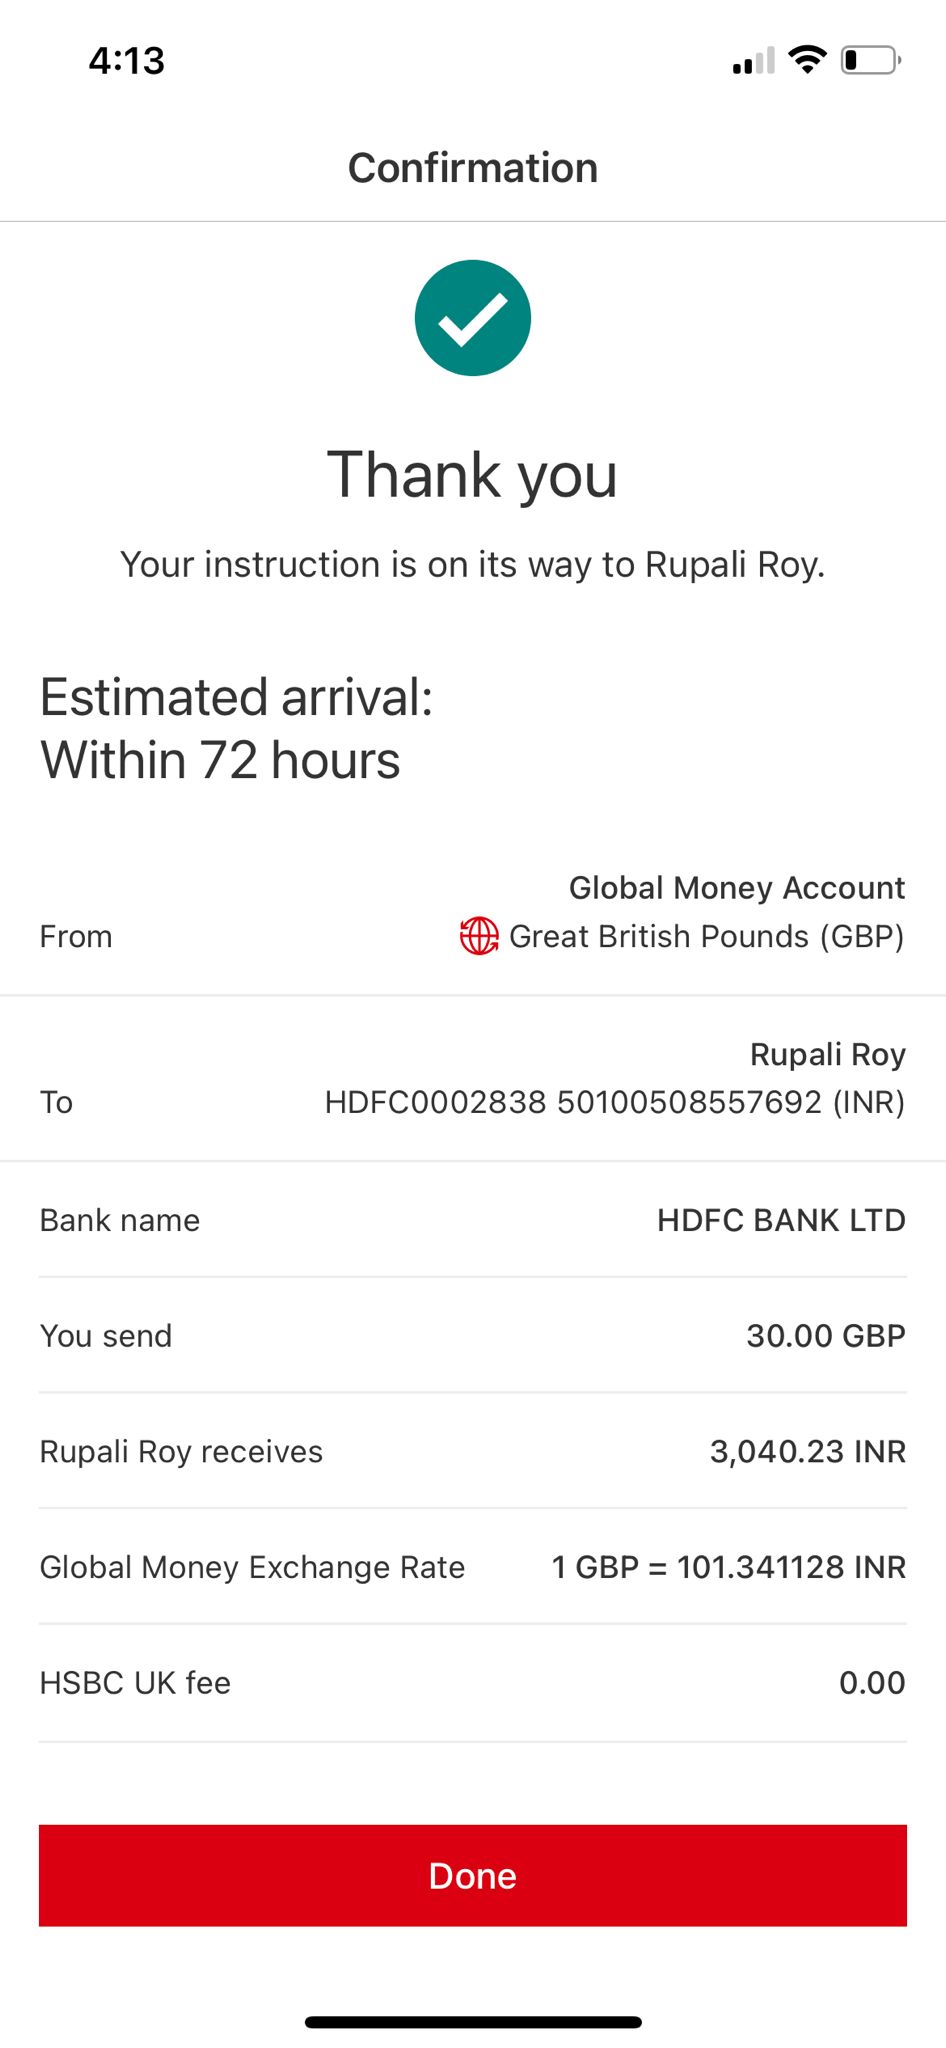 4:13
Confirmation
Thank you
Your instruction is on its way to Rupali Roy.
Estimated arrival:
Within 72 hours
Global Money Account
From Great British Pounds (GBP)
Rupali Roy
To HDFC0002838 50100508557692 (INR)
Bank name HDFC BANK LTD
You send 30.00 GBP
Rupali Roy receives 3,040.23 INR
Global Money Exchange Rate 1 GBP = 101.341128 INR
HSBC UK fee 0.00
Done